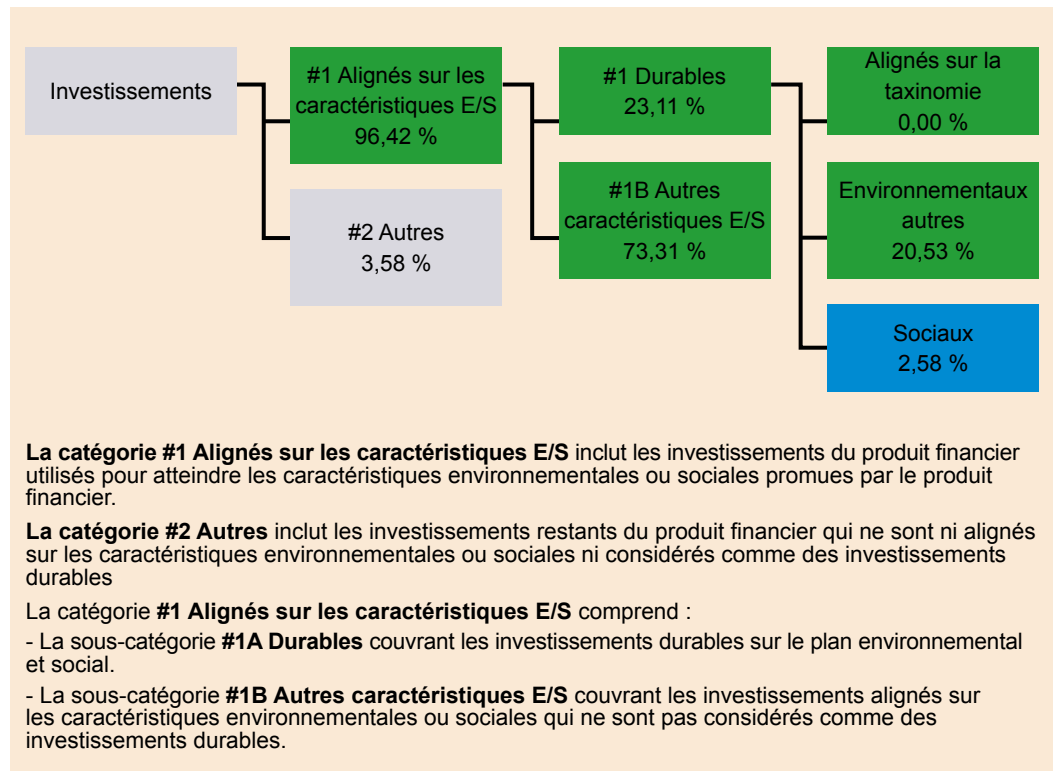 Investissements
#1 Alignés sur les
caractéristiques E/S
96,42 %
#2 Autres
3,58 %
#1 Durables
23,11 %
#1B Autres
caractéristiques E/S
73,31 %
Alignés sur la
taxinomie
0,00 %
Environnementaux
autres
20,53 %
Sociaux
2,58 %
La catégorie #1 Alignés sur les caractéristiques E/S inclut les investissements du produit financier
utilisés pour atteindre les caractéristiques environnementales ou sociales promues par le produit
financier.
La catégorie #2 Autres inclut les investissements restants du produit financier qui ne sont ni alignés
sur les caractéristiques environnementales ou sociales ni considérés comme des investissements
durables
La catégorie #1 Alignés sur les caractéristiques E/S comprend :
- La sous-catégorie #1A Durables couvrant les investissements durables sur le plan environnemental
et social.
- La sous-catégorie #1B Autres caractéristiques E/S couvrant les investissements alignés sur
les caractéristiques environnementales ou sociales qui ne sont pas considérés comme des
investissements durables.